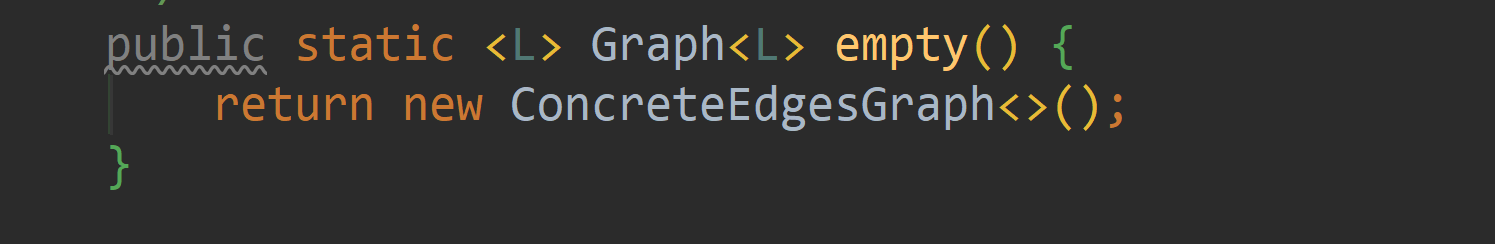 public static <L> Graph<L> empty() {
    return new ConcreteEdgesGraph<>();
}